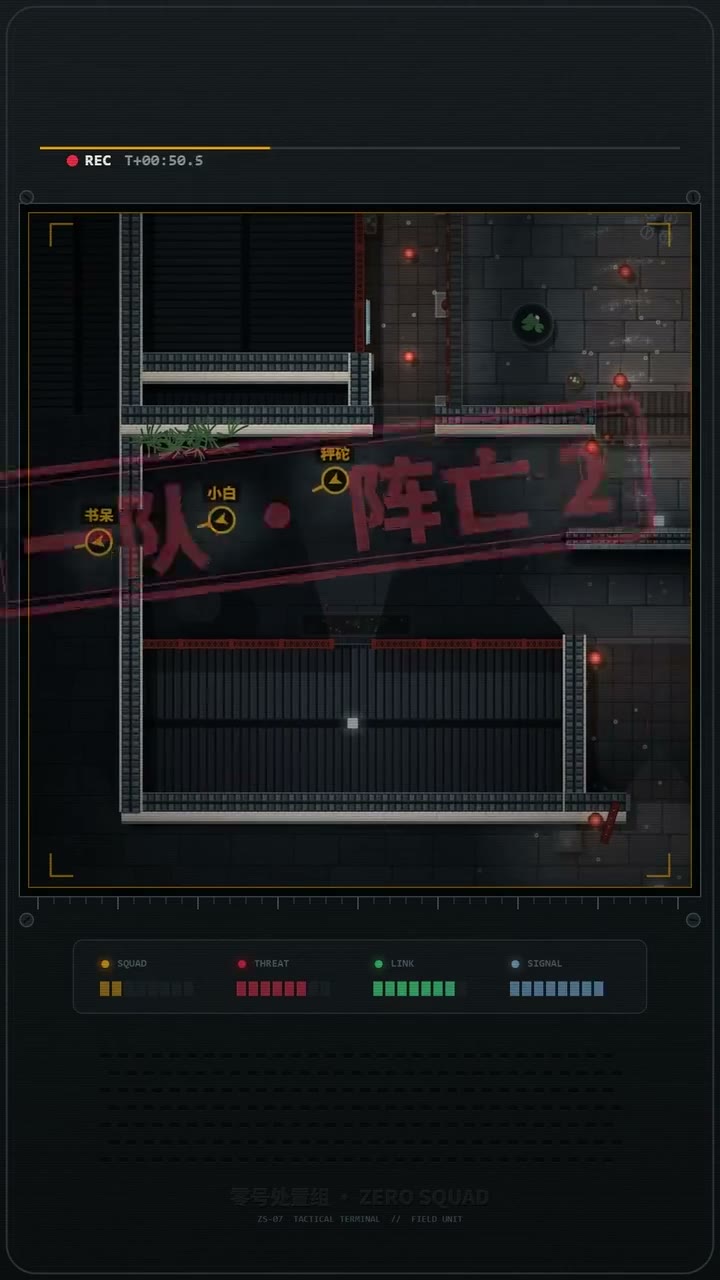 REC T+00:50.5
秤砣
小白
书呆
一队·阵亡 2
SQUAD THREAT LINK SIGNAL
零号处置组 · ZERO SQUAD
ZS-07 TACTICAL TERMINAL // FIELD UNIT